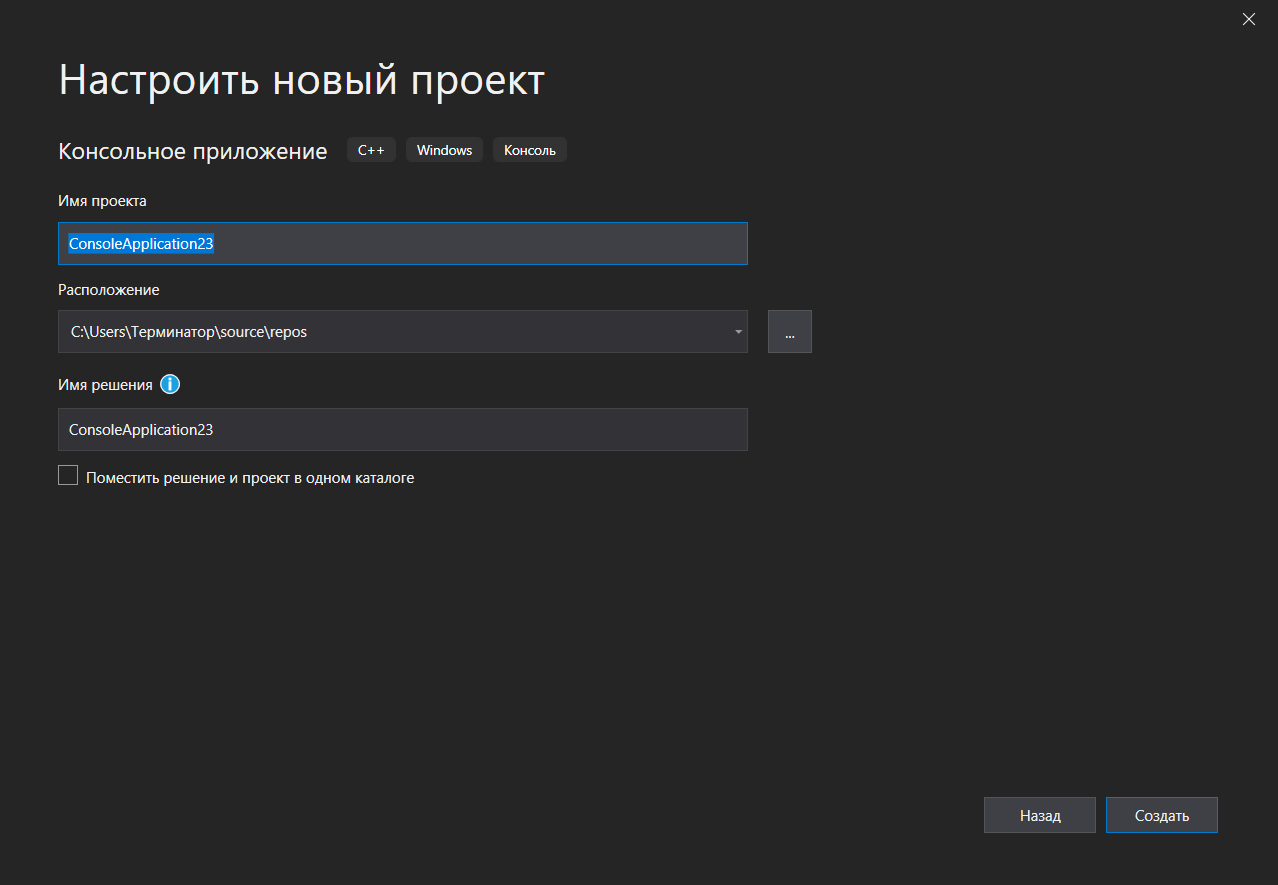 Настроить новый проект
Консольное приложение C++ Windows Консоль
Имя проекта
ConsoleApplication23
Расположение
C:\Users\Терминатор\source\repos
...
Имя решения
ConsoleApplication23
Поместить решение и проект в одном каталоге
Назад Создать